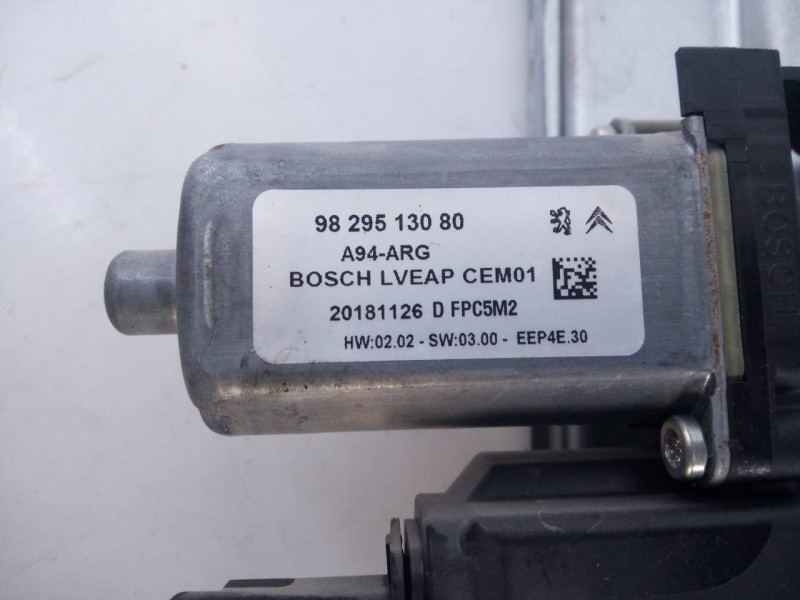 98 295 130 80
A94-ARG
BOSCH LVEAP CEM01
20181126 D FPC5M2
HW:02.02 - SW:03.00 - EEP4E.30
BOSCH